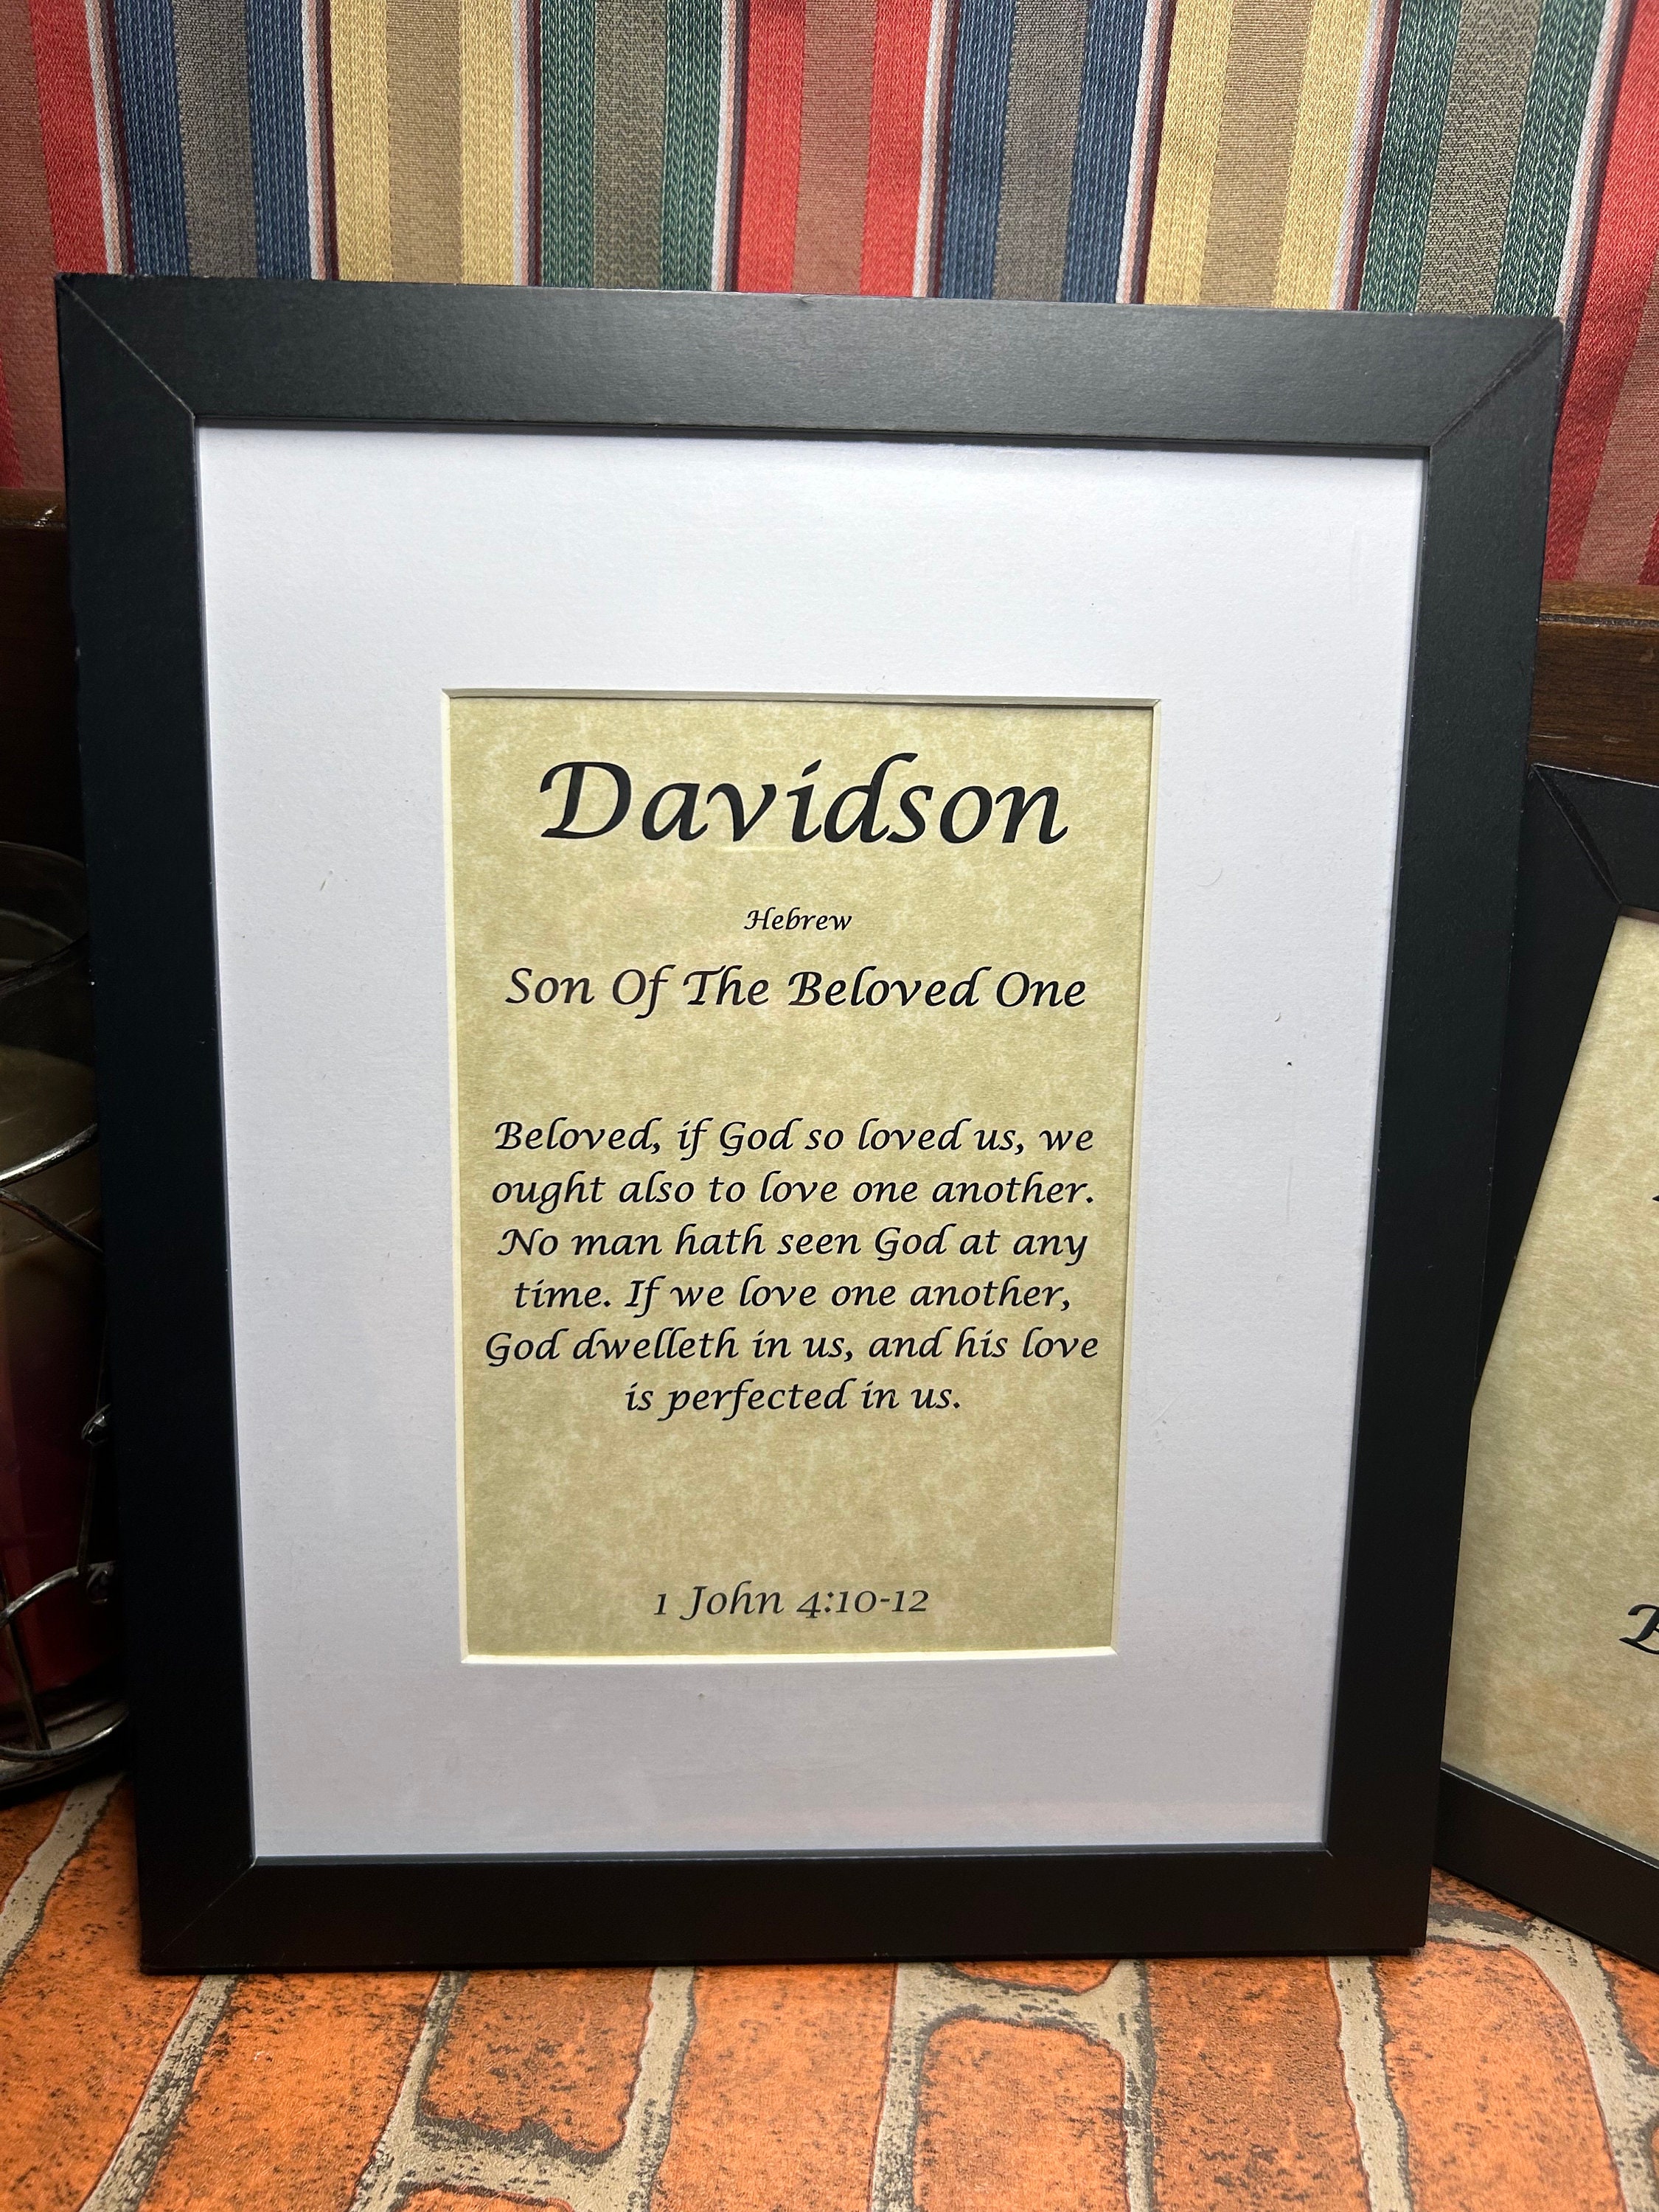 Davidson
Hebrew
Son Of The Beloved One
Beloved, if God so loved us, we
ought also to love one another.
No man hath seen God at any
time. If we love one another,
God dwelleth in us, and his love
is perfected in us.
1 John 4:10-12